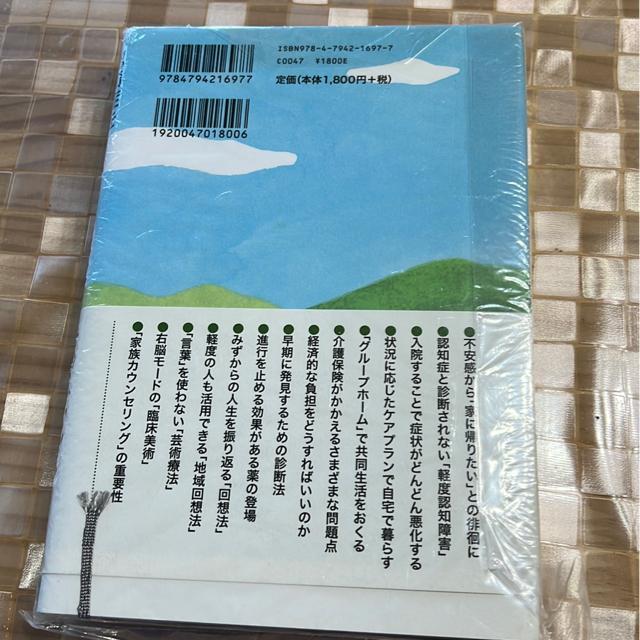 ISBN978-4-7942-1697-7
C0047 ¥1800E
定価(本体1,800円+税)
9784794216977
1920047018006
●不安感から「家に帰りたい」との徘徊に
●認知症と診断されない「軽度認知障害」
●入院することで症状がどんどん悪化する
●状況に応じたケアプランで自宅で暮らす
●「グループホーム」で共同生活をおくる
●介護保険がかかえるさまざまな問題点
●経済的な負担をどうすればいいのか
●早期に発見するための診断法
●進行を止める効果がある薬の登場
●みずからの人生を振り返る「回想法」
●軽度の人も活用できる「地域回想法」
●「言葉」を使わない「芸術療法」
●右脳モードの「臨床美術」
●「家族カウンセリング」の重要性